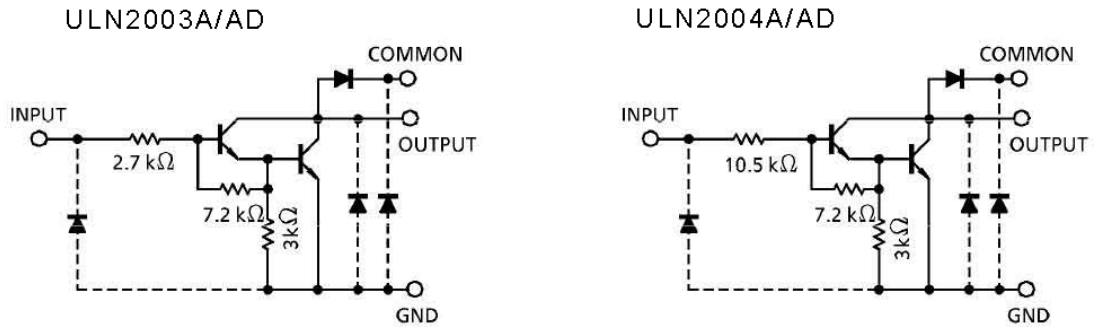 ULN2003A/AD
COMMON
INPUT
OUTPUT
2.7 kΩ
7.2 kΩ
3kΩ
GND
ULN2004A/AD
COMMON
INPUT
OUTPUT
10.5 kΩ
7.2 kΩ
3kΩ
GND